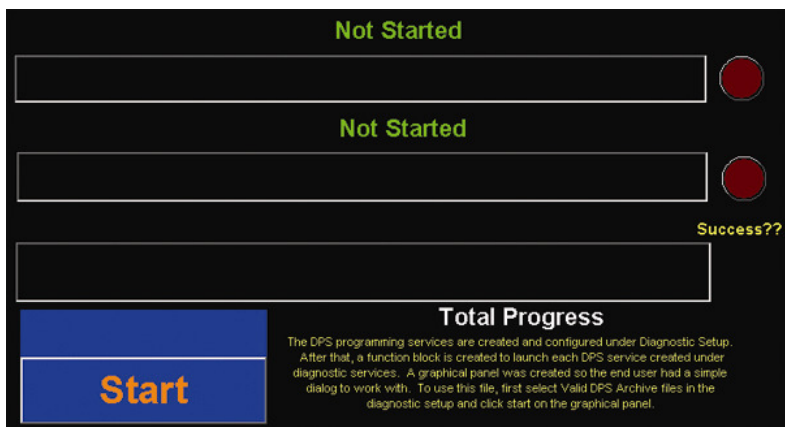 Not Started
Not Started
Success??
Total Progress
The DPS programming services are created and configured under Diagnostic Setup.
After that, a function block is created to launch each DPS service created under
diagnostic services. A graphical panel was created so the end user had a simple
dialog to work with. To use this file, first select Valid DPS Archive files in the
diagnostic setup and click start on the graphical panel.
Start